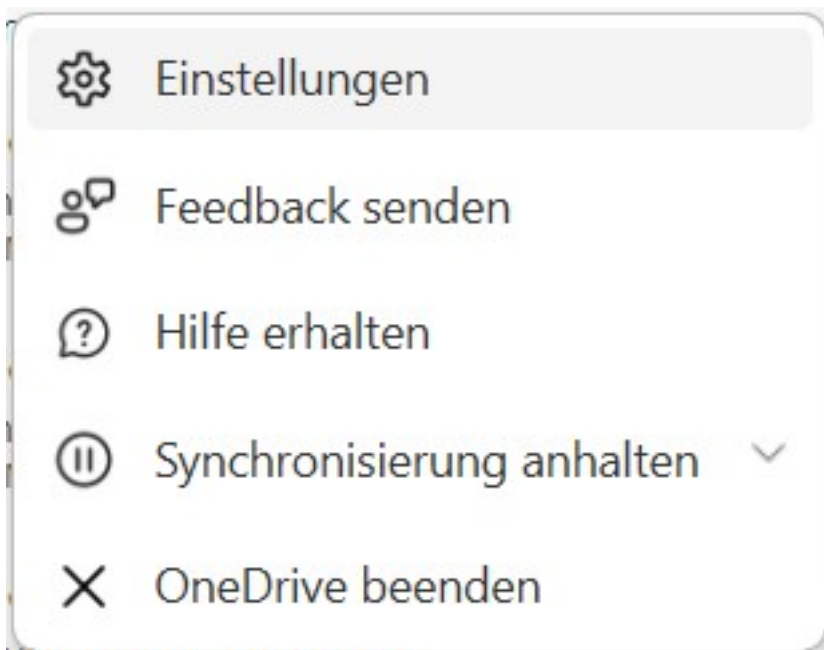 Einstellungen
Feedback senden
Hilfe erhalten
Synchronisierung anhalten
OneDrive beenden